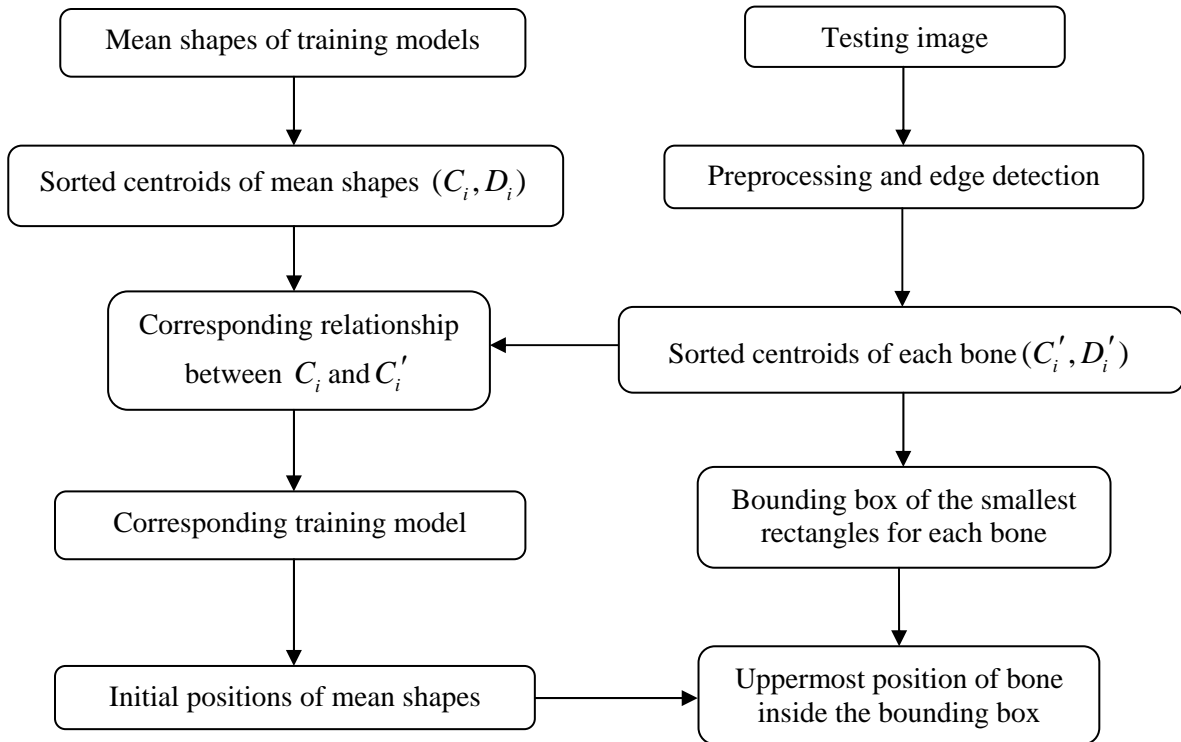 Mean shapes of training models
Testing image
Sorted centroids of mean shapes (C_i, D_i)
Preprocessing and edge detection
Corresponding relationship
between C_i and C_i′
Sorted centroids of each bone (C_i′, D_i′)
Corresponding training model
Bounding box of the smallest
rectangles for each bone
Initial positions of mean shapes
Uppermost position of bone
inside the bounding box